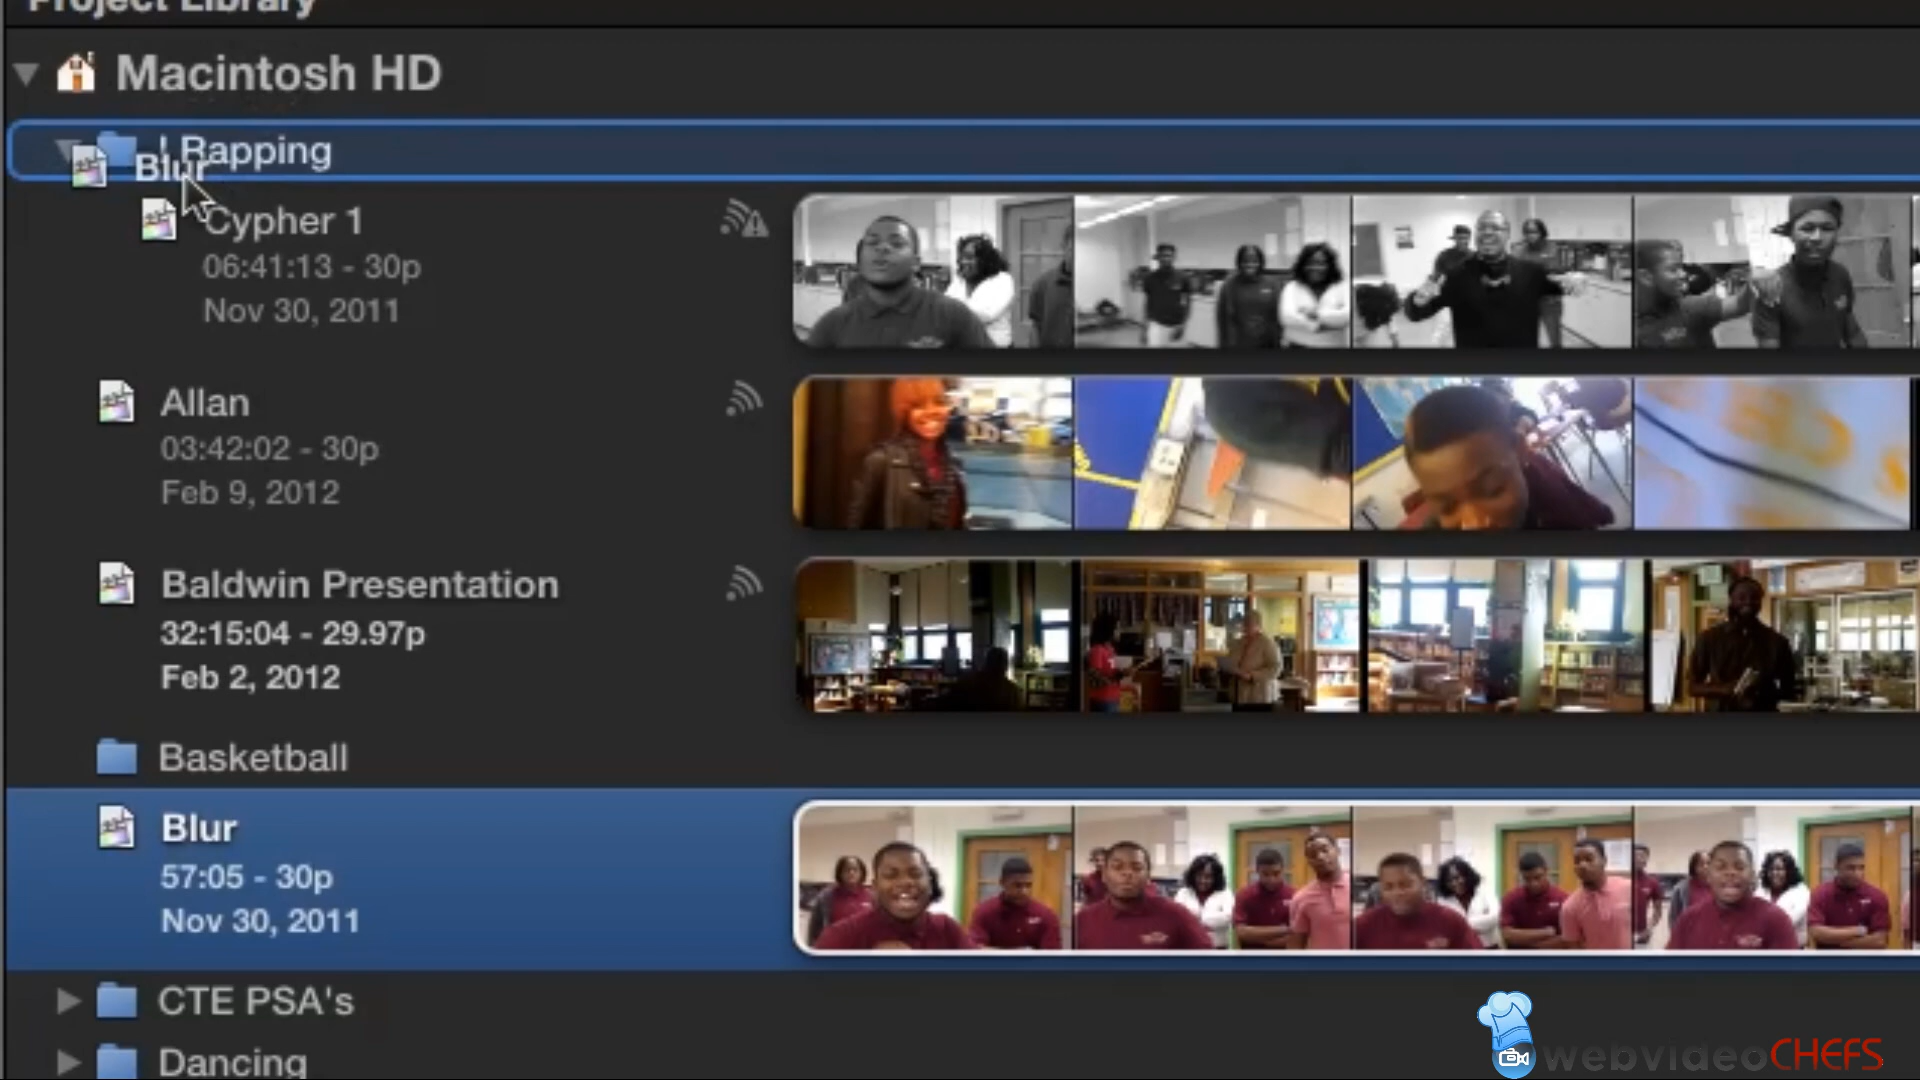 Project Library
Macintosh HD
! Rapping
Blur
Cypher 1
06:41:13 - 30p
Nov 30, 2011
Allan
03:42:02 - 30p
Feb 9, 2012
Baldwin Presentation
32:15:04 - 29.97p
Feb 2, 2012
Basketball
Blur
57:05 - 30p
Nov 30, 2011
CTE PSA's
Dancing
webvideoCHEFS